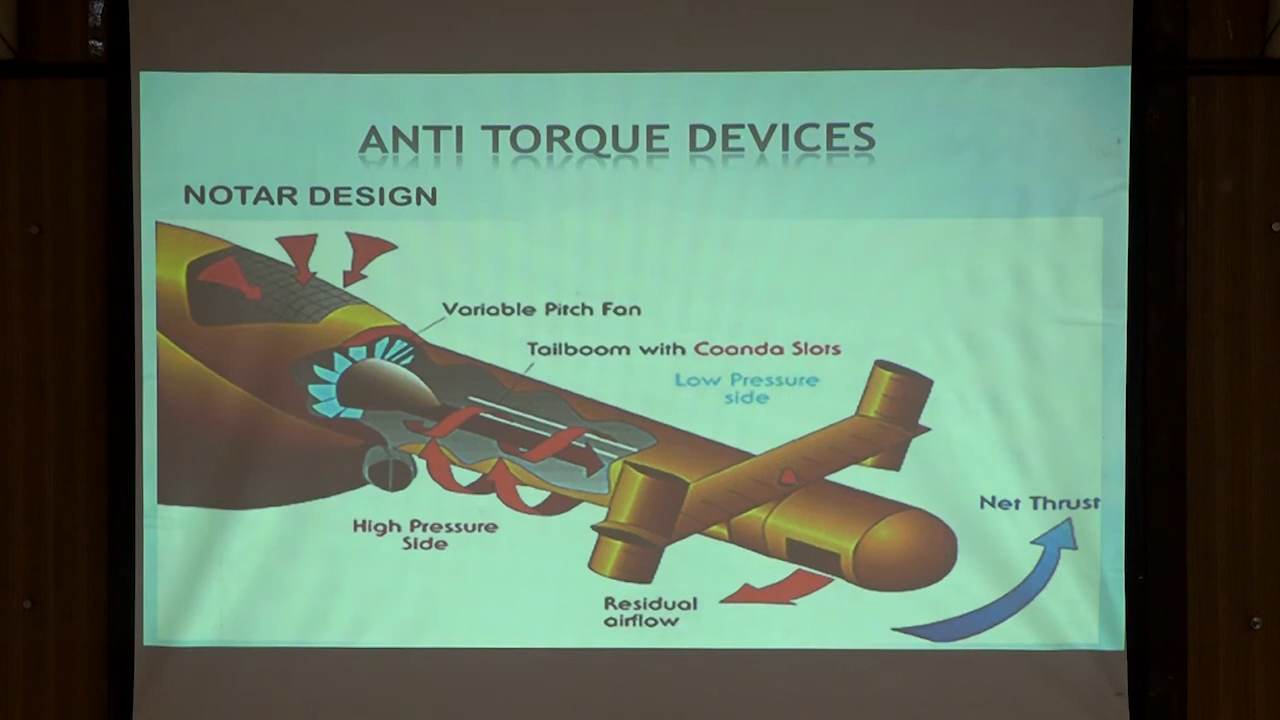 ANTI TORQUE DEVICES
NOTAR DESIGN
Variable Pitch Fan
Tailboom with Coanda Slots
Low Pressure
side
Net Thrust
High Pressure
Side
Residual
airflow